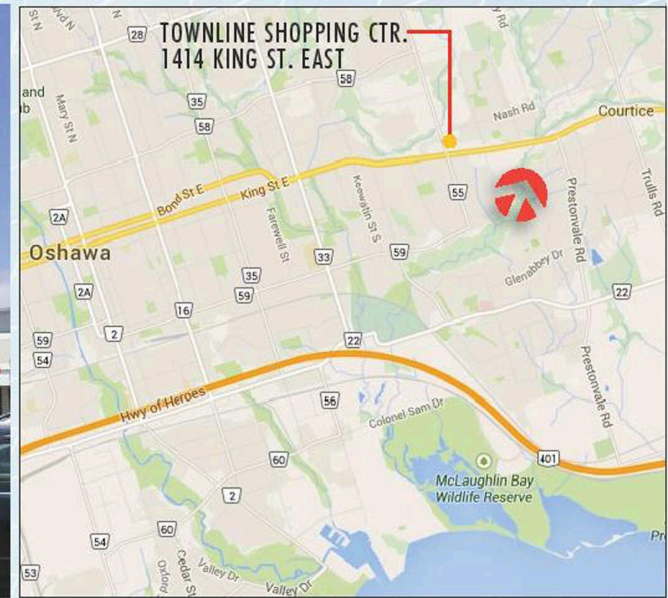 TOWNLINE SHOPPING CTR.
1414 KING ST. EAST
28
58
35
58
Mary St N
Nash Rd
Courtice
Bond St E
King St E
Keewatin St S
55
Prestonvale Rd
Trulls Rd
2A
Farewell St
Oshawa
33
59
35
59
Glenabbey Dr
2A
22
16
2
59
54
22
Prestonvale Rd
Hwy of Heroes
56
Colonel Sam Dr
401
60
McLaughlin Bay
Wildlife Reserve
2
60
54
53
Cedar St
Valley Dr
Valley Dr